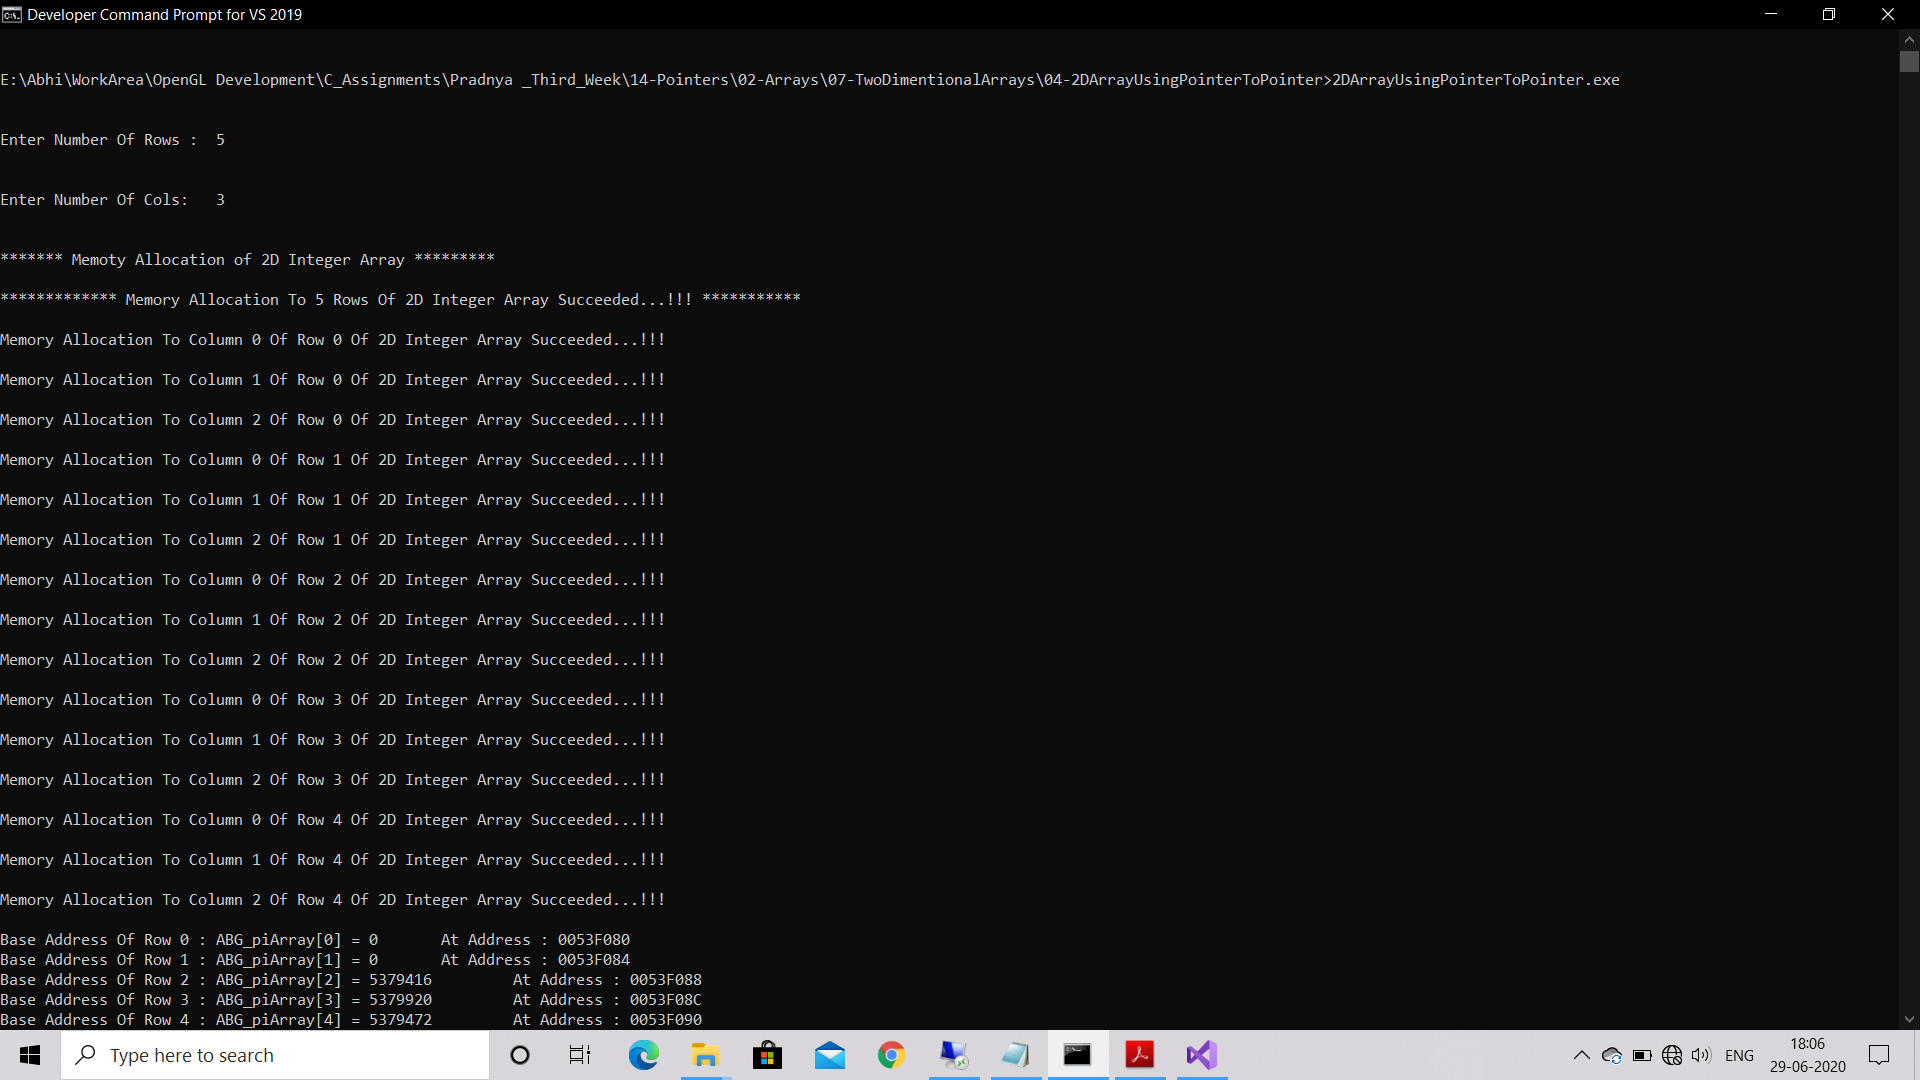 Developer Command Prompt for VS 2019
E:\Abhi\WorkArea\OpenGL Development\C_Assignments\Pradnya _Third_Week\14-Pointers\02-Arrays\07-TwoDimentionalArrays\04-2DArrayUsingPointerToPointer>2DArrayUsingPointerToPointer.exe
Enter Number Of Rows :  5
Enter Number Of Cols:   3
******* Memoty Allocation of 2D Integer Array *********
************* Memory Allocation To 5 Rows Of 2D Integer Array Succeeded...!!! ***********
Memory Allocation To Column 0 Of Row 0 Of 2D Integer Array Succeeded...!!!
Memory Allocation To Column 1 Of Row 0 Of 2D Integer Array Succeeded...!!!
Memory Allocation To Column 2 Of Row 0 Of 2D Integer Array Succeeded...!!!
Memory Allocation To Column 0 Of Row 1 Of 2D Integer Array Succeeded...!!!
Memory Allocation To Column 1 Of Row 1 Of 2D Integer Array Succeeded...!!!
Memory Allocation To Column 2 Of Row 1 Of 2D Integer Array Succeeded...!!!
Memory Allocation To Column 0 Of Row 2 Of 2D Integer Array Succeeded...!!!
Memory Allocation To Column 1 Of Row 2 Of 2D Integer Array Succeeded...!!!
Memory Allocation To Column 2 Of Row 2 Of 2D Integer Array Succeeded...!!!
Memory Allocation To Column 0 Of Row 3 Of 2D Integer Array Succeeded...!!!
Memory Allocation To Column 1 Of Row 3 Of 2D Integer Array Succeeded...!!!
Memory Allocation To Column 2 Of Row 3 Of 2D Integer Array Succeeded...!!!
Memory Allocation To Column 0 Of Row 4 Of 2D Integer Array Succeeded...!!!
Memory Allocation To Column 1 Of Row 4 Of 2D Integer Array Succeeded...!!!
Memory Allocation To Column 2 Of Row 4 Of 2D Integer Array Succeeded...!!!
Base Address Of Row 0 : ABG_piArray[0] = 0       At Address : 0053F080
Base Address Of Row 1 : ABG_piArray[1] = 0       At Address : 0053F084
Base Address Of Row 2 : ABG_piArray[2] = 5379416         At Address : 0053F088
Base Address Of Row 3 : ABG_piArray[3] = 5379920         At Address : 0053F08C
Base Address Of Row 4 : ABG_piArray[4] = 5379472         At Address : 0053F090
Type here to search
ENG
18:06
29-06-2020